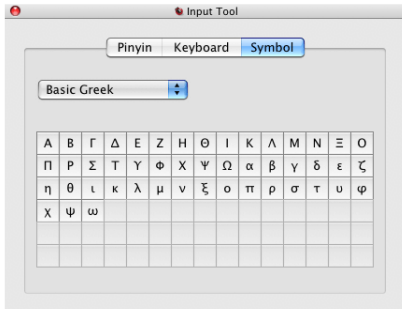 Input Tool
Pinyin Keyboard Symbol
Basic Greek
Α Β Γ Δ Ε Ζ Η Θ Ι Κ Λ Μ Ν Ξ Ο
Π Ρ Σ Τ Υ Φ Χ Ψ Ω α β γ δ ε ζ
η θ ι κ λ μ ν ξ ο π ρ σ τ υ φ
χ ψ ω